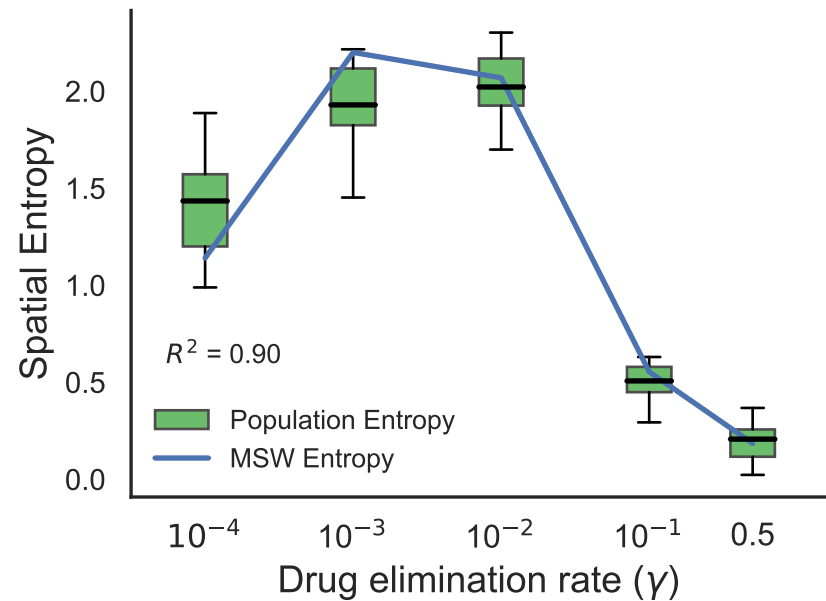 Spatial Entropy
2.0
1.5
1.0
0.5
0.0
R² = 0.90
Population Entropy
MSW Entropy
10⁻⁴ 10⁻³ 10⁻² 10⁻¹ 0.5
Drug elimination rate (γ)